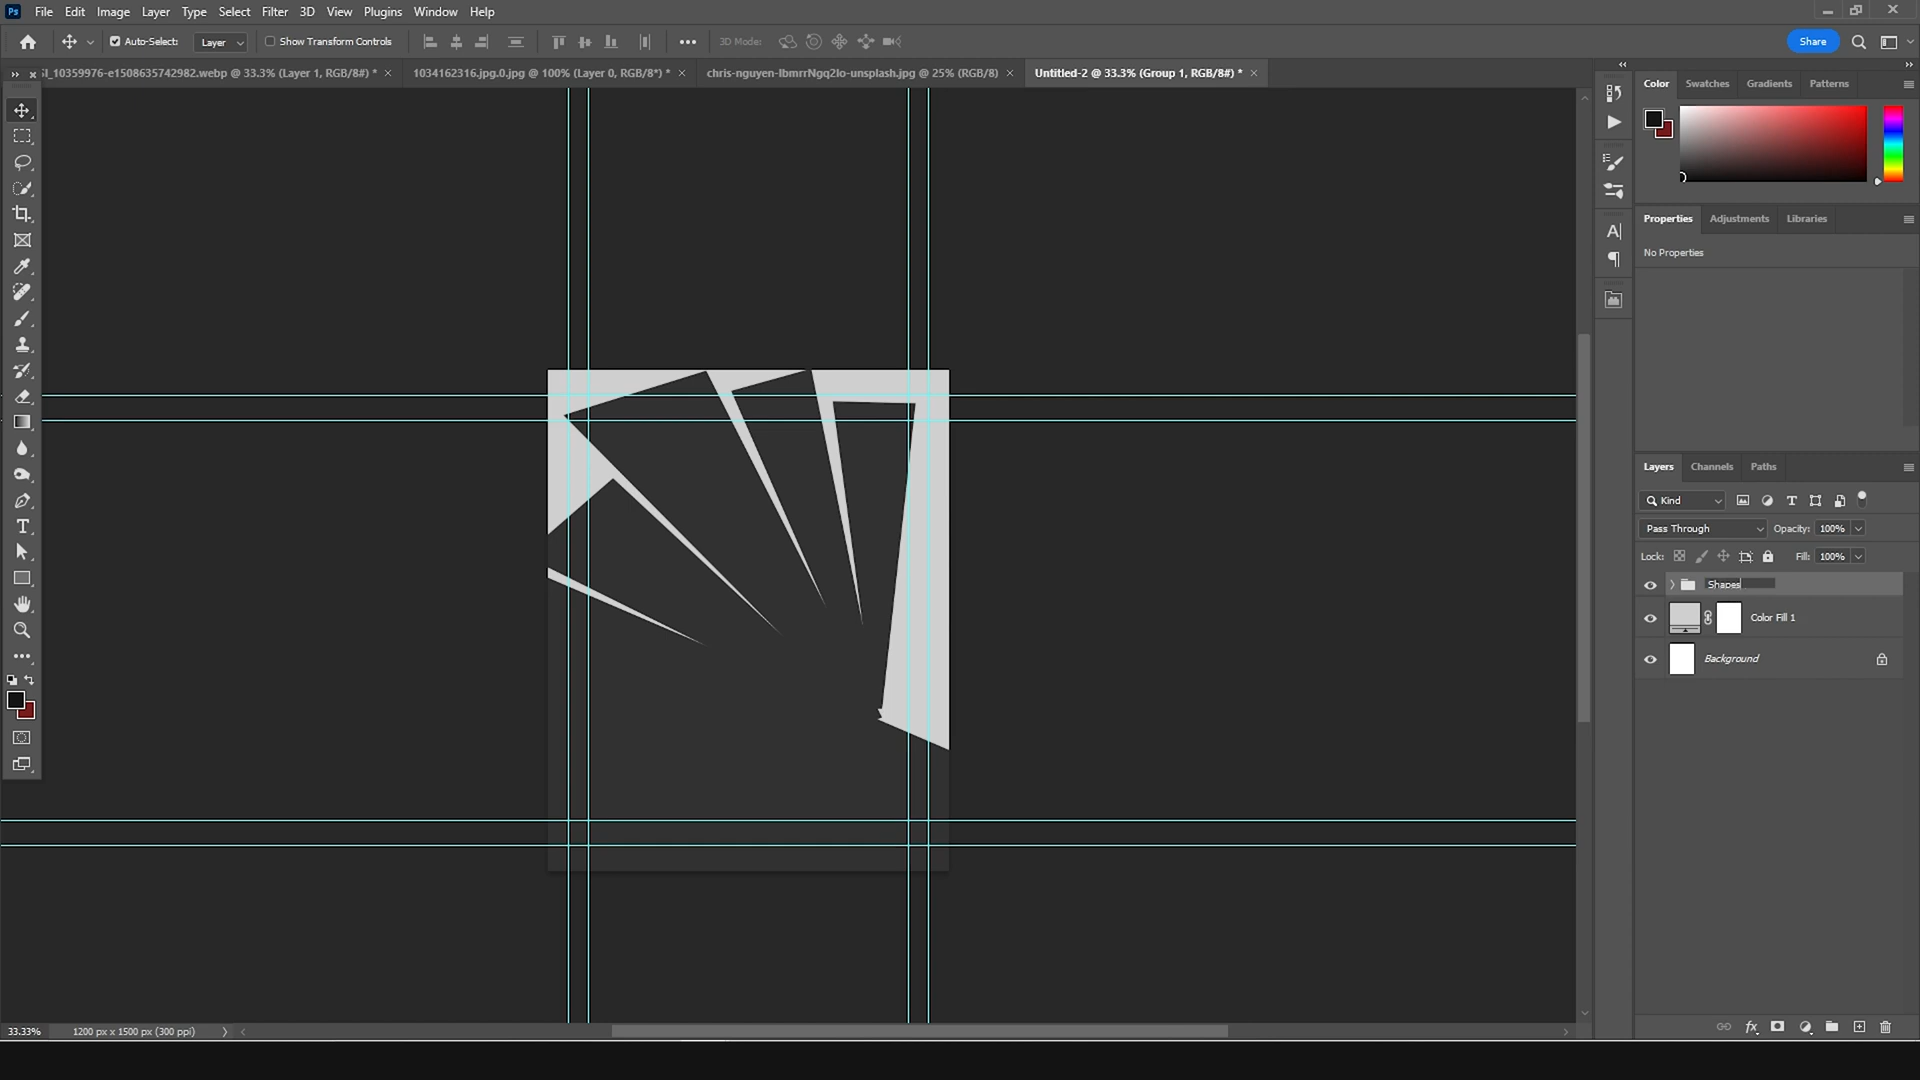 Ps File Edit Image Layer Type Select Filter 3D View Plugins Window Help
Auto-Select: Layer Show Transform Controls 3D Mode: Share
I_10359976-e1508635742982.webp @ 33.3% (Layer 1, RGB/8#) * 1034162316.jpg.0.jpg @ 100% (Layer 0, RGB/8*) * chris-nguyen-lbmrrNgq2Io-unsplash.jpg @ 25% (RGB/8) Untitled-2 @ 33.3% (Group 1, RGB/8#) *
Color Swatches Gradients Patterns
Properties Adjustments Libraries
No Properties
Layers Channels Paths
Kind
Pass Through Opacity: 100%
Lock: Fill: 100%
Shapes
Color Fill 1
Background
33.33% 1200 px x 1500 px (300 ppi)